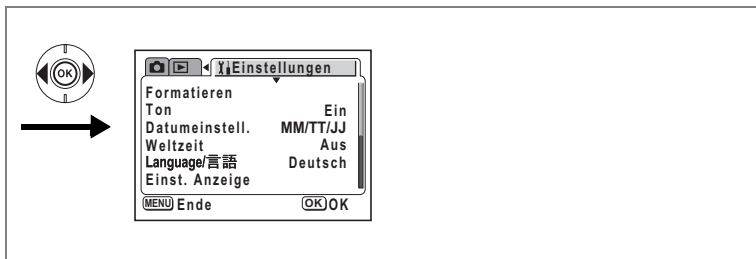 OK
Einstellungen
Formatieren
Ton Ein
Datumeinstell. MM/TT/JJ
Weltzeit Aus
Language/言語 Deutsch
Einst. Anzeige
MENU Ende OK OK